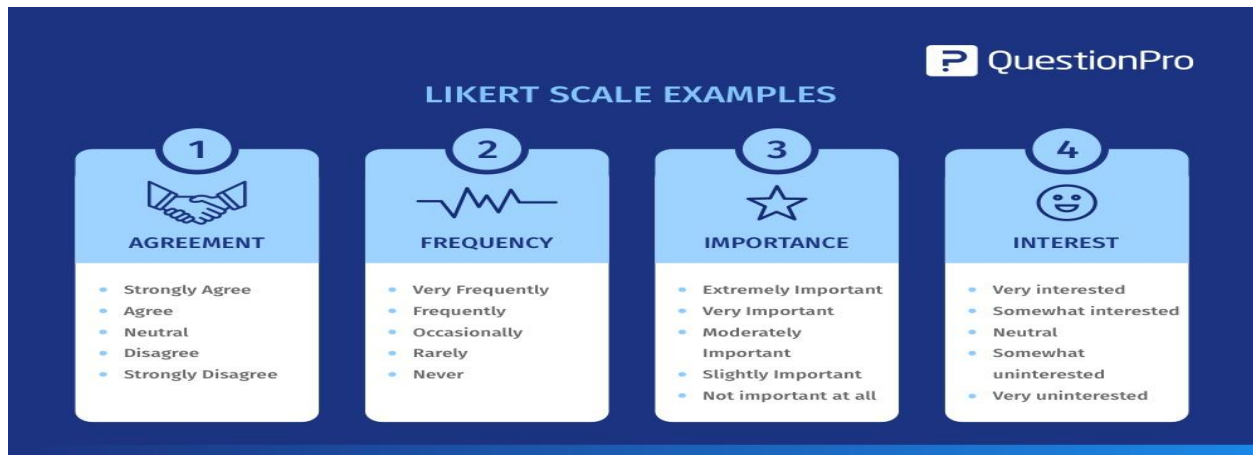 QuestionPro
LIKERT SCALE EXAMPLES
1
AGREEMENT
Strongly Agree
Agree
Neutral
Disagree
Strongly Disagree
2
FREQUENCY
Very Frequently
Frequently
Occasionally
Rarely
Never
3
IMPORTANCE
Extremely Important
Very Important
Moderately
Important
Slightly Important
Not important at all
4
INTEREST
Very interested
Somewhat interested
Neutral
Somewhat
uninterested
Very uninterested